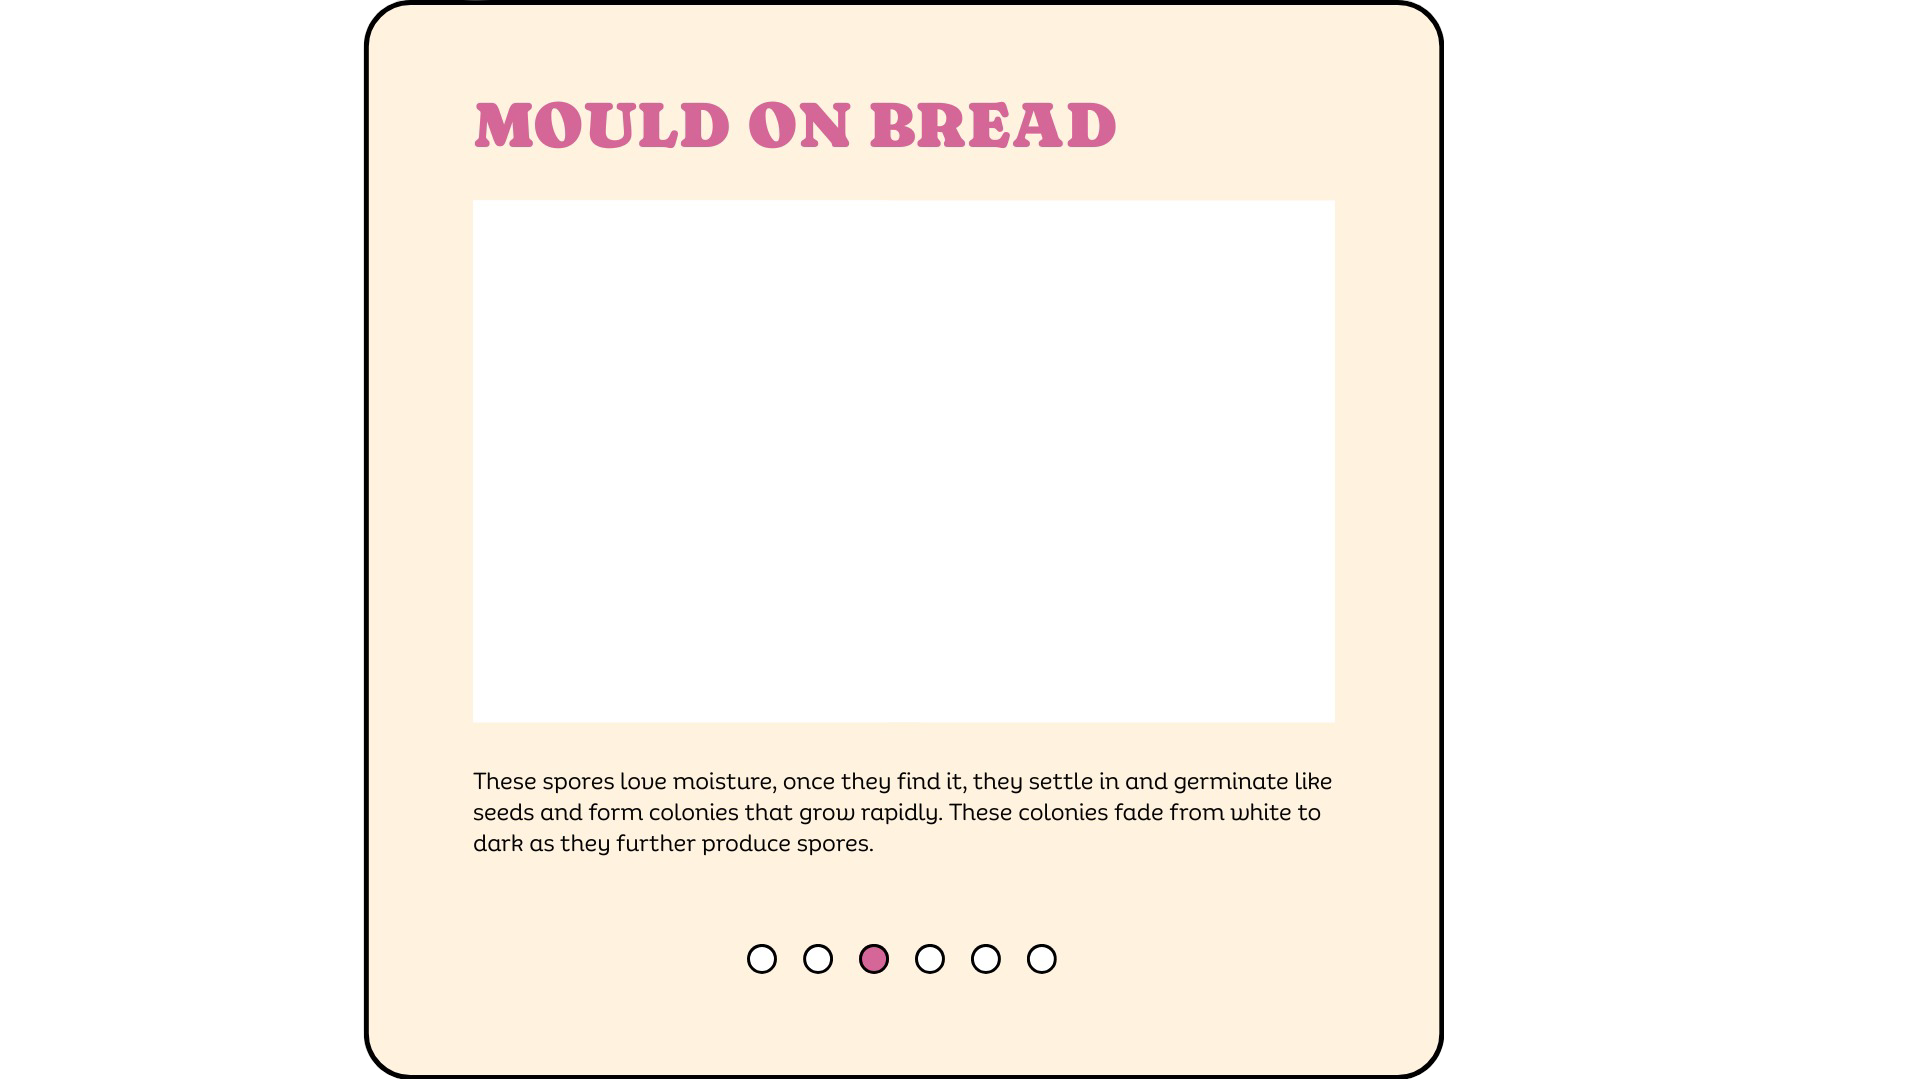 MOULD ON BREAD
These spores love moisture, once they find it, they settle in and germinate like
seeds and form colonies that grow rapidly. These colonies fade from white to
dark as they further produce spores.